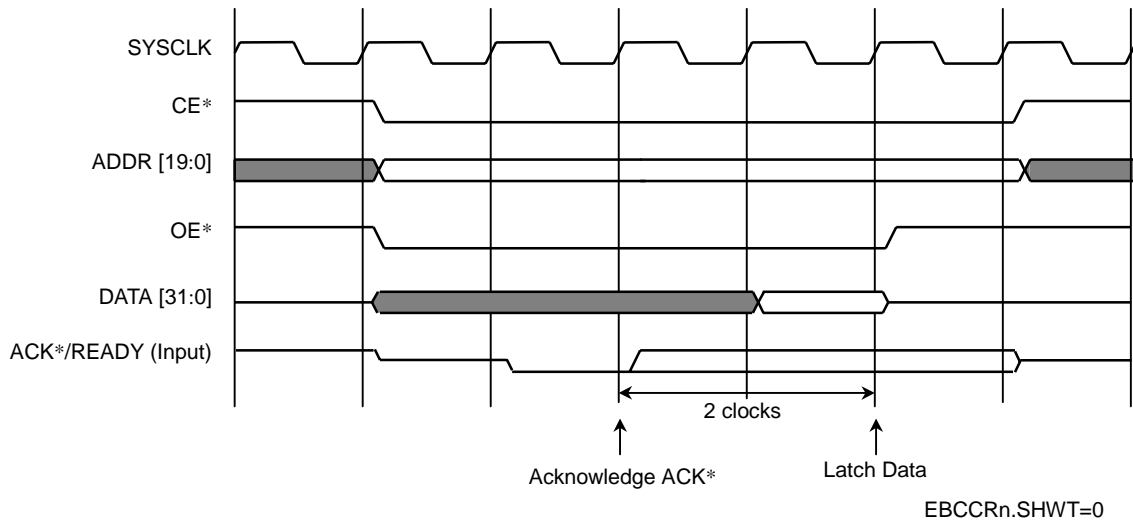 SYSCLK
CE*
ADDR [19:0]
OE*
DATA [31:0]
ACK*/READY (Input)
2 clocks
Acknowledge ACK*
Latch Data
EBCCRn.SHWT=0